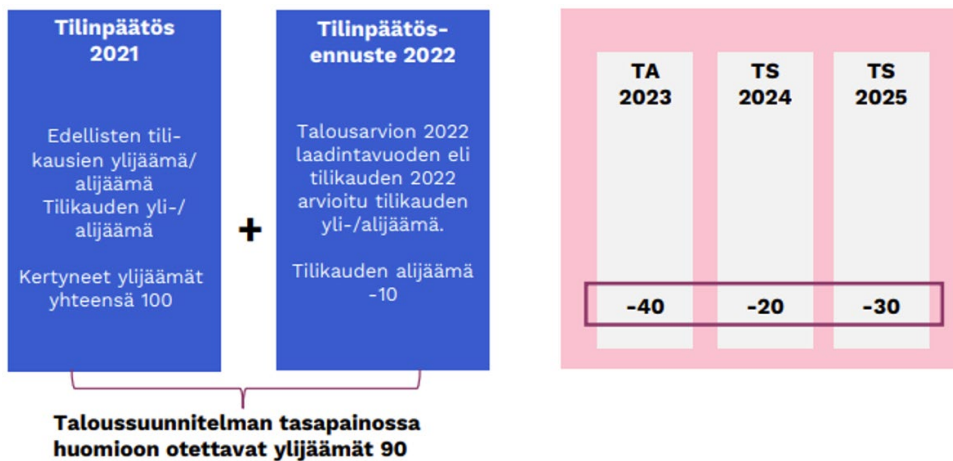 Tilinpäätös
2021
Edellisten tili-
kausien ylijäämä/
alijäämä
Tilikauden yli-/
alijäämä
Kertyneet ylijäämät
yhteensä 100
+
Tilinpäätös-
ennuste 2022
Talousarvion 2022
laadintavuoden eli
tilikauden 2022
arvioitu tilikauden
yli-/alijäämä.
Tilikauden alijäämä
-10
Taloussuunnitelman tasapainossa
huomioon otettavat ylijäämät 90
TA
2023
TS
2024
TS
2025
-40
-20
-30